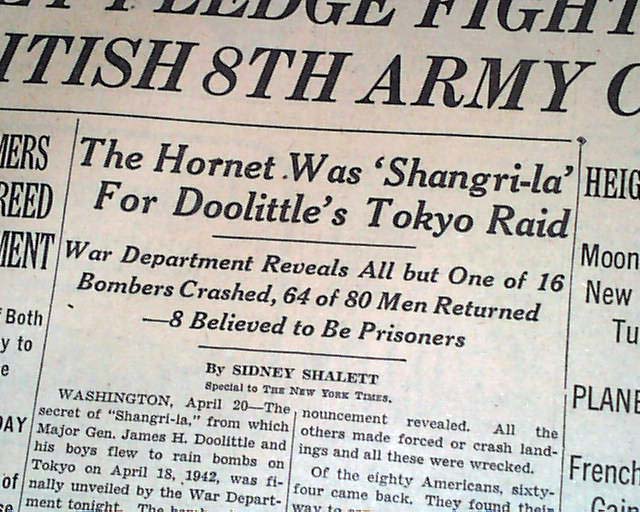 PLEDGE FIGHT
ITISH 8TH ARMY
MERS
REED
MENT
Both
y to
e
DAY
of
The Hornet Was 'Shangri-la'
For Doolittle's Tokyo Raid
War Department Reveals All but One of 16
Bombers Crashed, 64 of 80 Men Returned
—8 Believed to Be Prisoners
By SIDNEY SHALETT
Special to THE NEW YORK TIMES.
WASHINGTON, April 20—The
secret of "Shangri-la," from which
Major Gen. James H. Doolittle and
his boys flew to rain bombs on
Tokyo on April 18, 1942, was fi-
nally unveiled by the War Depart-
ment tonight. The
nouncement revealed. All the
others made forced or crash land-
ings and all these were wrecked.
Of the eighty Americans, sixty-
four came back. They found their
way to
HEIG
Moon
New
Tu
PLANE
French
Gain